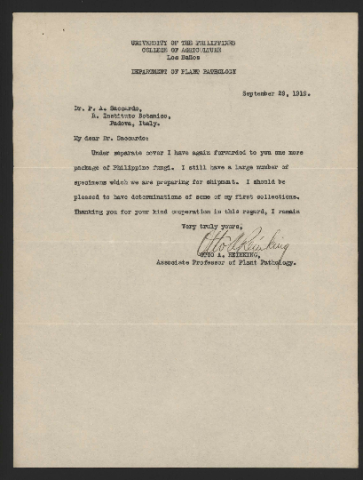 UNIVERSITY OF THE PHILIPPINES
COLLEGE OF AGRICULTURE
Los Baños
DEPARTMENT OF PLANT PATHOLOGY
September 29, 1919.
Dr. P. A. Saccardo,
R. Instituto Botanico,
Padova, Italy.
My dear Dr. Saccardo:
Under separate cover I have again forwarded to you one more
package of Philippine fungi. I still have a large number of
specimens which we are preparing for shipment. I should be
pleased to have determinations of some of my first collections.
Thanking you for your kind cooperation in this regard, I remain
Very truly yours,
Otto A Reinking
OTTO A. REINKING,
Associate Professor of Plant Pathology.